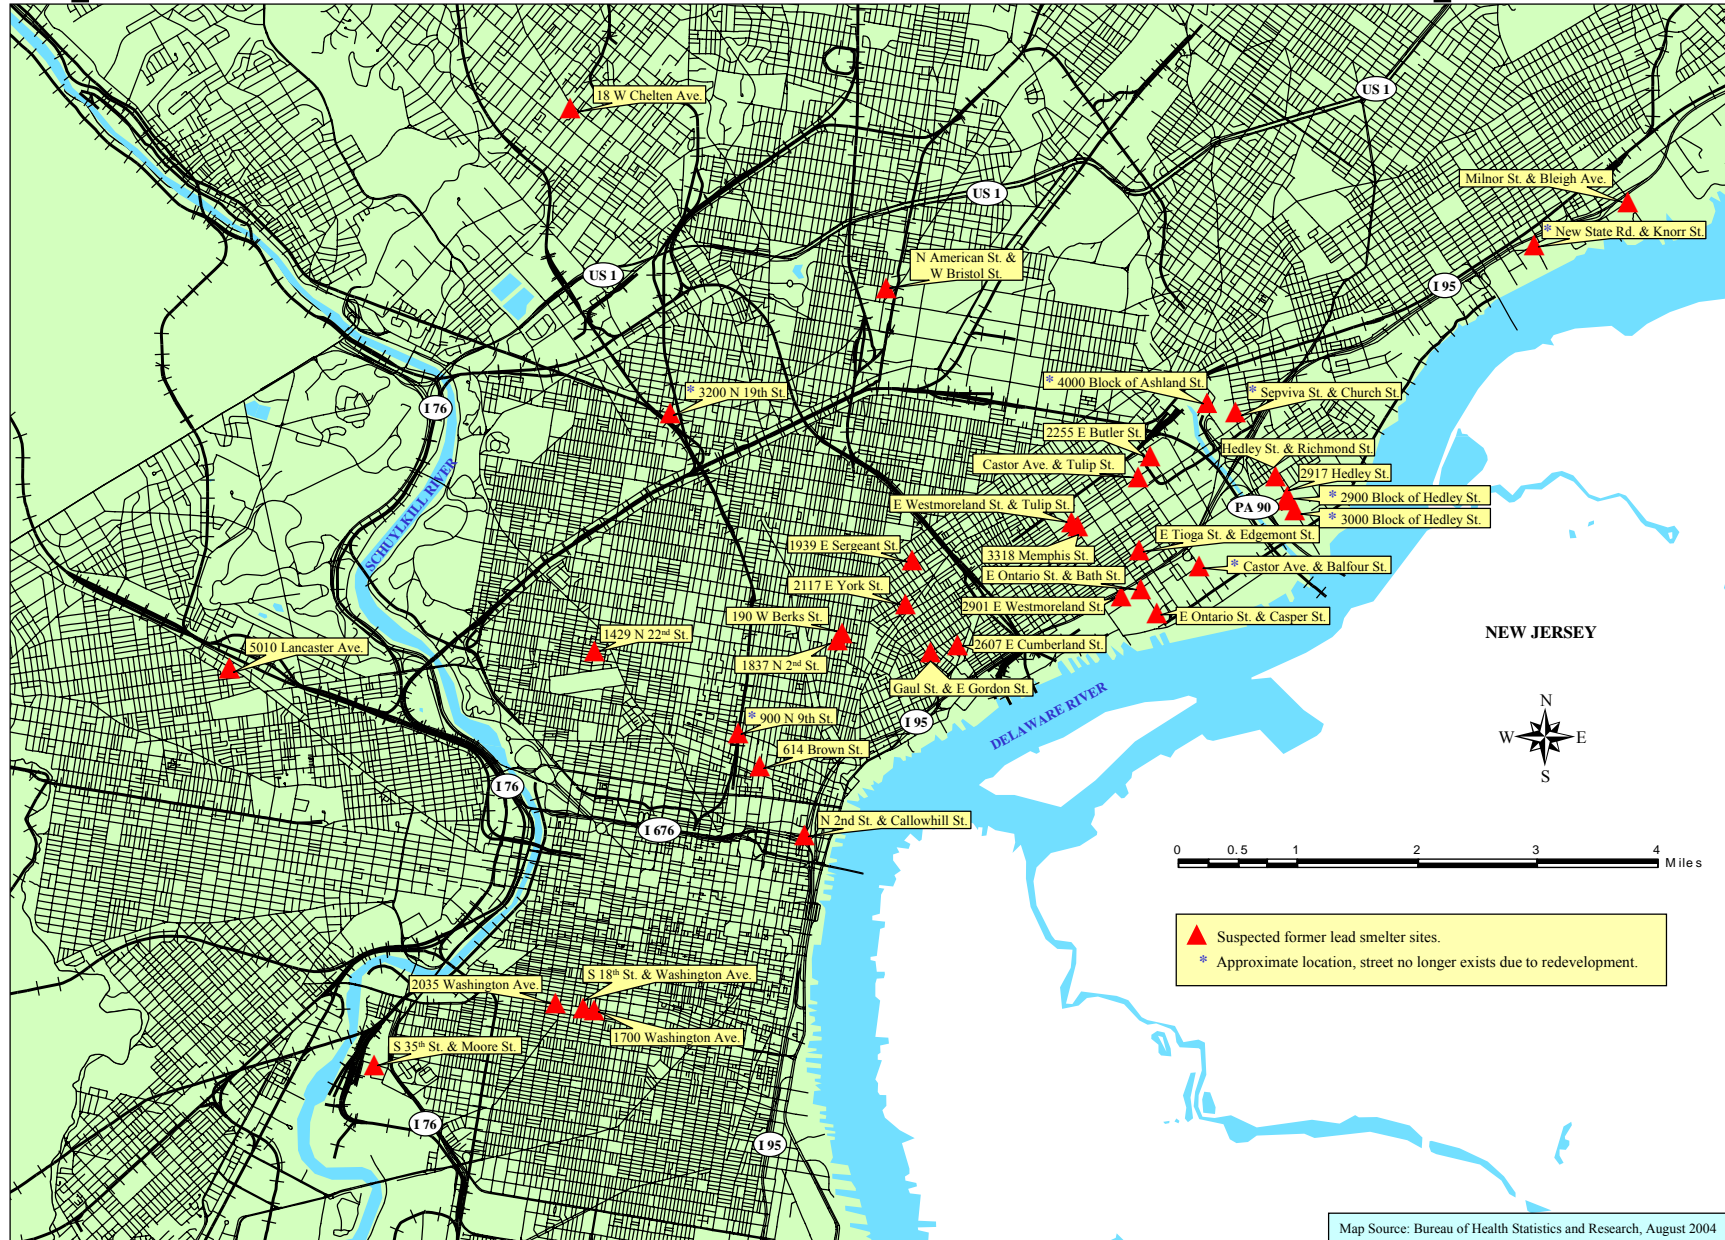 18 W Chelten Ave.
US 1
US 1
Milnor St. & Bleigh Ave.
* New State Rd. & Knorr St.
N American St. &
W Bristol St.
US 1
I 95
* 4000 Block of Ashland St.
* Sepviva St. & Church St.
* 3200 N 19th St.
I 76
2255 E Butler St.
Hedley St. & Richmond St.
Castor Ave. & Tulip St.
2917 Hedley St.
* 2900 Block of Hedley St.
E Westmoreland St. & Tulip St.
PA 90
* 3000 Block of Hedley St.
SCHUYLKILL RIVER
E Tioga St. & Edgemont St.
1939 E Sergeant St.
3318 Memphis St.
* Castor Ave. & Balfour St.
E Ontario St. & Bath St.
2117 E York St.
2901 E Westmoreland St.
190 W Berks St.
E Ontario St. & Casper St.
1429 N 22nd St.
NEW JERSEY
5010 Lancaster Ave.
2607 E Cumberland St.
1837 N 2nd St.
Gaul St. & E Gordon St.
N
* 900 N 9th St.
I 95
DELAWARE RIVER
W
E
614 Brown St.
S
I 76
N 2nd St. & Callowhill St.
I 676
0 0.5 1 2 3 4
Miles
Suspected former lead smelter sites.
* Approximate location, street no longer exists due to redevelopment.
S 18th St. & Washington Ave.
2035 Washington Ave.
1700 Washington Ave.
S 35th St. & Moore St.
I 76
I 95
Map Source: Bureau of Health Statistics and Research, August 2004